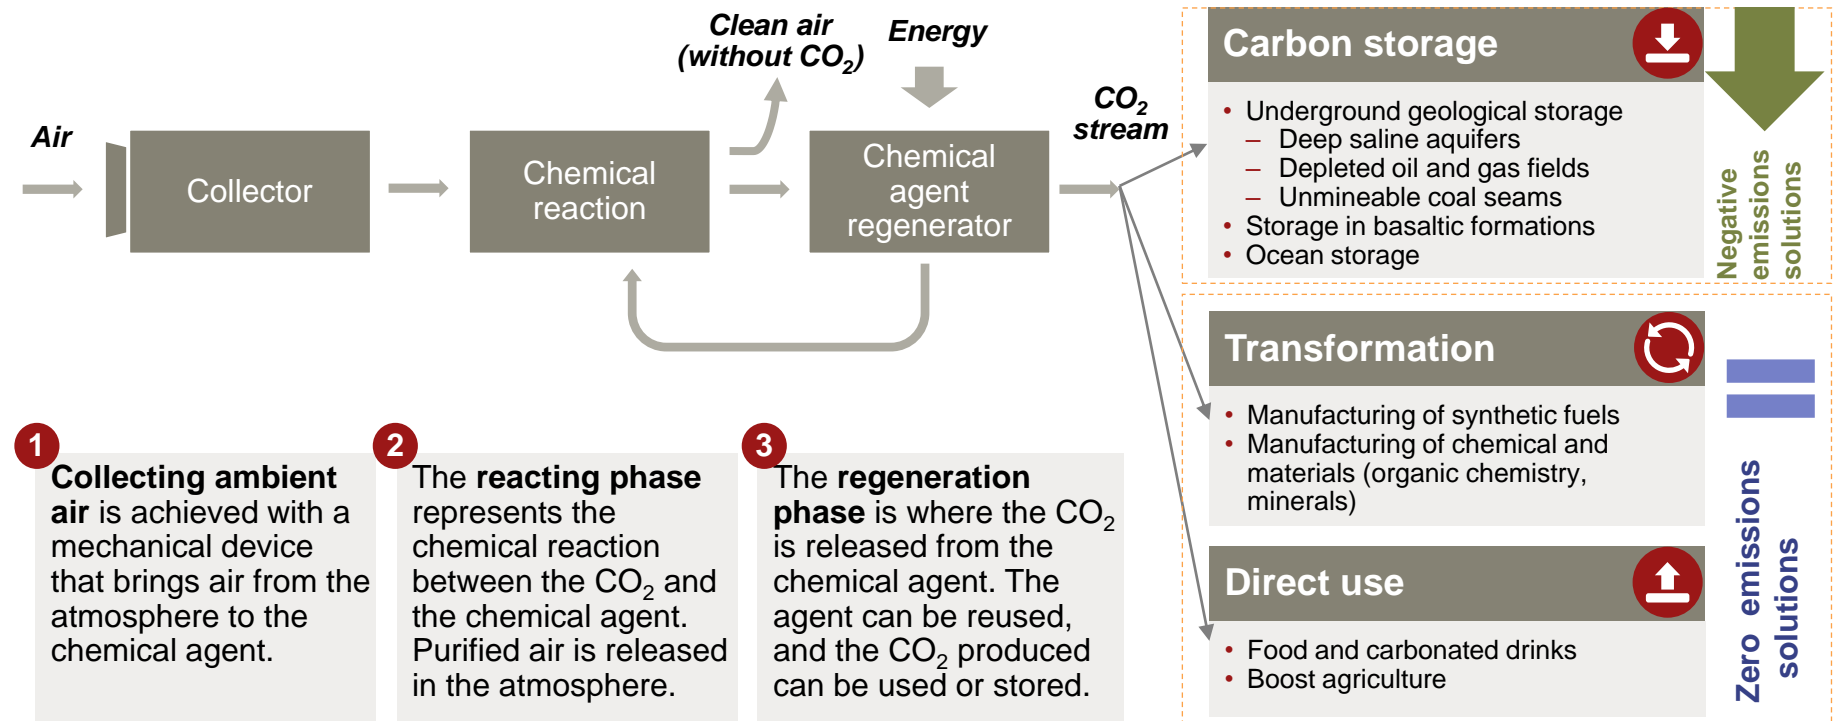 Air
Collector
Chemical
reaction
Clean air
(without CO₂)
Energy
Chemical
agent
regenerator
CO₂
stream
1
Collecting ambient
air is achieved with a
mechanical device
that brings air from the
atmosphere to the
chemical agent.
2
The reacting phase
represents the
chemical reaction
between the CO₂ and
the chemical agent.
Purified air is released
in the atmosphere.
3
The regeneration
phase is where the CO₂
is released from the
chemical agent. The
agent can be reused,
and the CO₂ produced
can be used or stored.
Carbon storage
• Underground geological storage
– Deep saline aquifers
– Depleted oil and gas fields
– Unmineable coal seams
• Storage in basaltic formations
• Ocean storage
Negative
emissions
solutions
Transformation
• Manufacturing of synthetic fuels
• Manufacturing of chemical and
materials (organic chemistry,
minerals)
Direct use
• Food and carbonated drinks
• Boost agriculture
Zero emissions
solutions